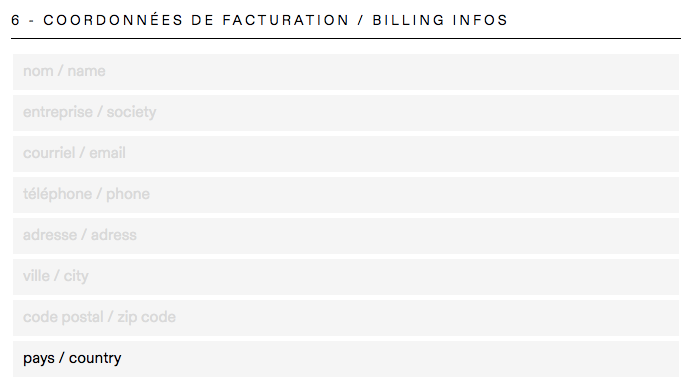 6 - COORDONNÉES DE FACTURATION / BILLING INFOS
nom / name
entreprise / society
courriel / email
téléphone / phone
adresse / adress
ville / city
code postal / zip code
pays / country